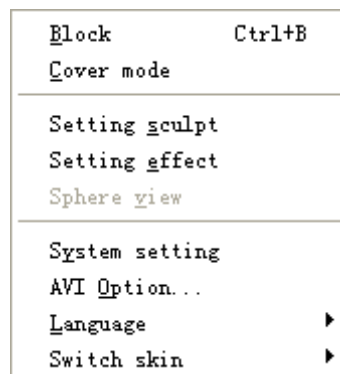 Block Ctrl+B
Cover mode
Setting sculpt
Setting effect
Sphere view
System setting
AVI Option...
Language
Switch skin